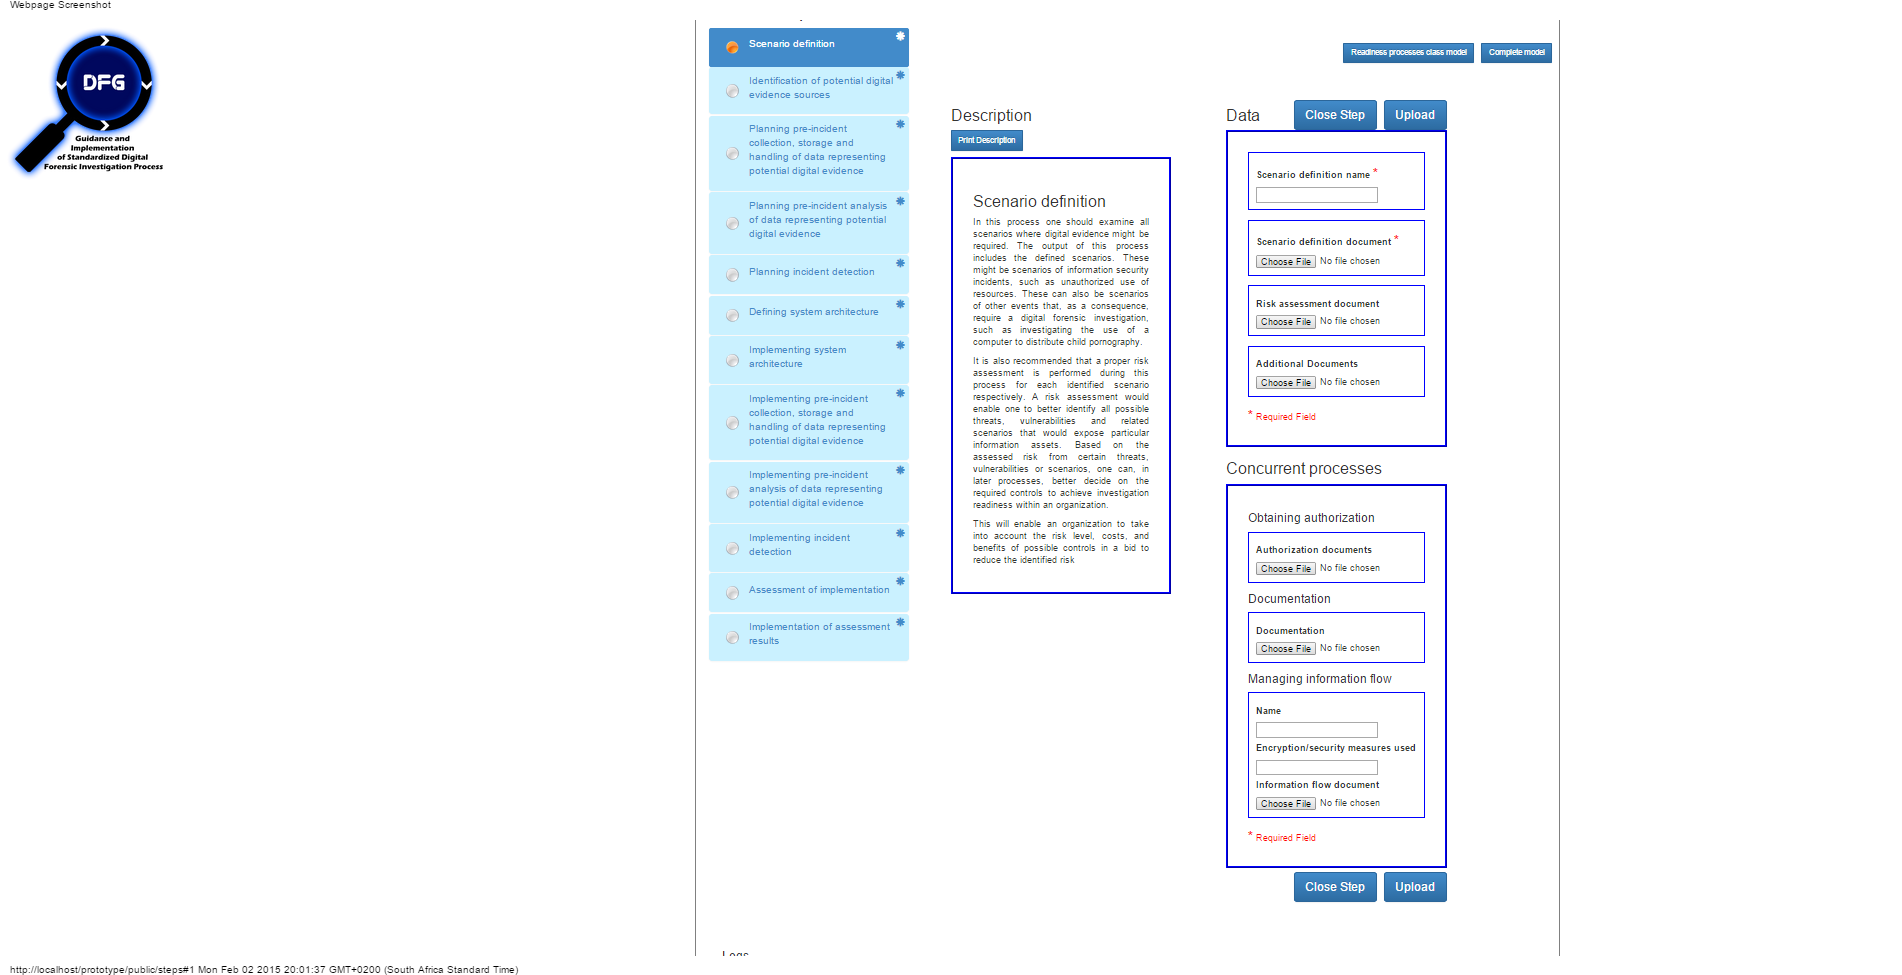 Webpage Screenshot
DFG
Guidance and
Implementation
of Standardized Digital
Forensic Investigation Process
Scenario definition
Identification of potential digital
evidence sources
Planning pre-incident
collection, storage and
handling of data representing
potential digital evidence
Planning pre-incident analysis
of data representing potential
digital evidence
Planning incident detection
Defining system architecture
Implementing system
architecture
Implementing pre-incident
collection, storage and
handling of data representing
potential digital evidence
Implementing pre-incident
analysis of data representing
potential digital evidence
Implementing incident
detection
Assessment of implementation
Implementation of assessment
results
Readiness processes class model
Complete model
Description
Print Description
Scenario definition
In this process one should examine all
scenarios where digital evidence might be
required. The output of this process
includes the defined scenarios. These
might be scenarios of information security
incidents, such as unauthorized use of
resources. These can also be scenarios
of other events that, as a consequence,
require a digital forensic investigation,
such as investigating the use of a
computer to distribute child pornography.
It is also recommended that a proper risk
assessment is performed during this
process for each identified scenario
respectively. A risk assessment would
enable one to better identify all possible
threats, vulnerabilities and related
scenarios that would expose particular
information assets. Based on the
assessed risk from certain threats,
vulnerabilities or scenarios, one can, in
later processes, better decide on the
required controls to achieve investigation
readiness within an organization.
This will enable an organization to take
into account the risk level, costs, and
benefits of possible controls in a bid to
reduce the identified risk
Data
Close Step
Upload
Scenario definition name *
Scenario definition document *
Choose File No file chosen
Risk assessment document
Choose File No file chosen
Additional Documents
Choose File No file chosen
* Required Field
Concurrent processes
Obtaining authorization
Authorization documents
Choose File No file chosen
Documentation
Documentation
Choose File No file chosen
Managing information flow
Name
Encryption/security measures used
Information flow document
Choose File No file chosen
* Required Field
Close Step
Upload
Logs
http://localhost/prototype/public/steps#1 Mon Feb 02 2015 20:01:37 GMT+0200 (South Africa Standard Time)